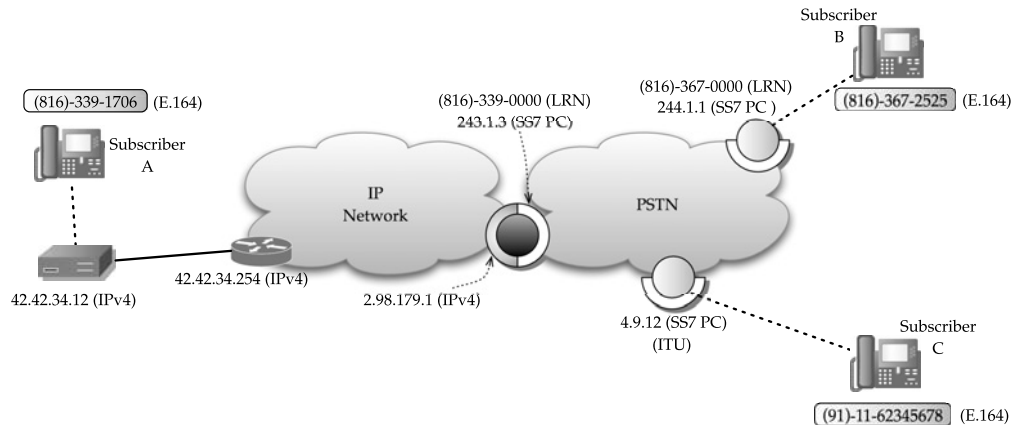 Subscriber
B
(816)-339-1706 (E.164)
(816)-367-0000 (LRN)
244.1.1 (SS7 PC )
(816)-367-2525 (E.164)
(816)-339-0000 (LRN)
243.1.3 (SS7 PC)
Subscriber
A
IP
Network
PSTN
42.42.34.254 (IPv4)
42.42.34.12 (IPv4)
2.98.179.1 (IPv4)
4.9.12 (SS7 PC)
(ITU)
Subscriber
C
(91)-11-62345678 (E.164)